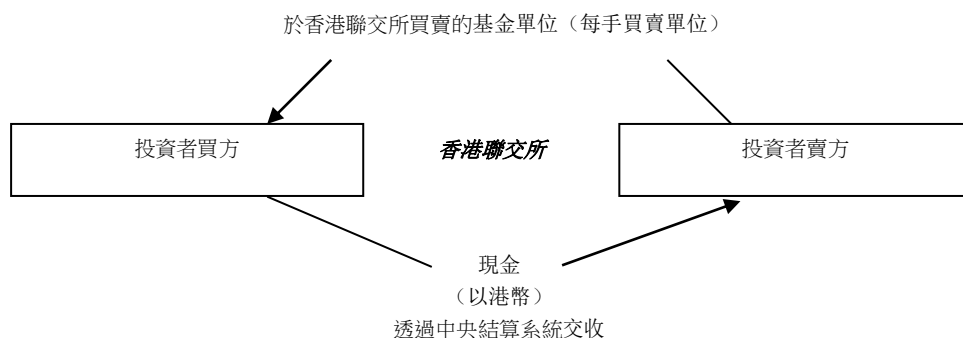 於香港聯交所買賣的基金單位（每手買賣單位）
投資者買方
香港聯交所
投資者賣方
現金
（以港幣）
透過中央結算系統交收